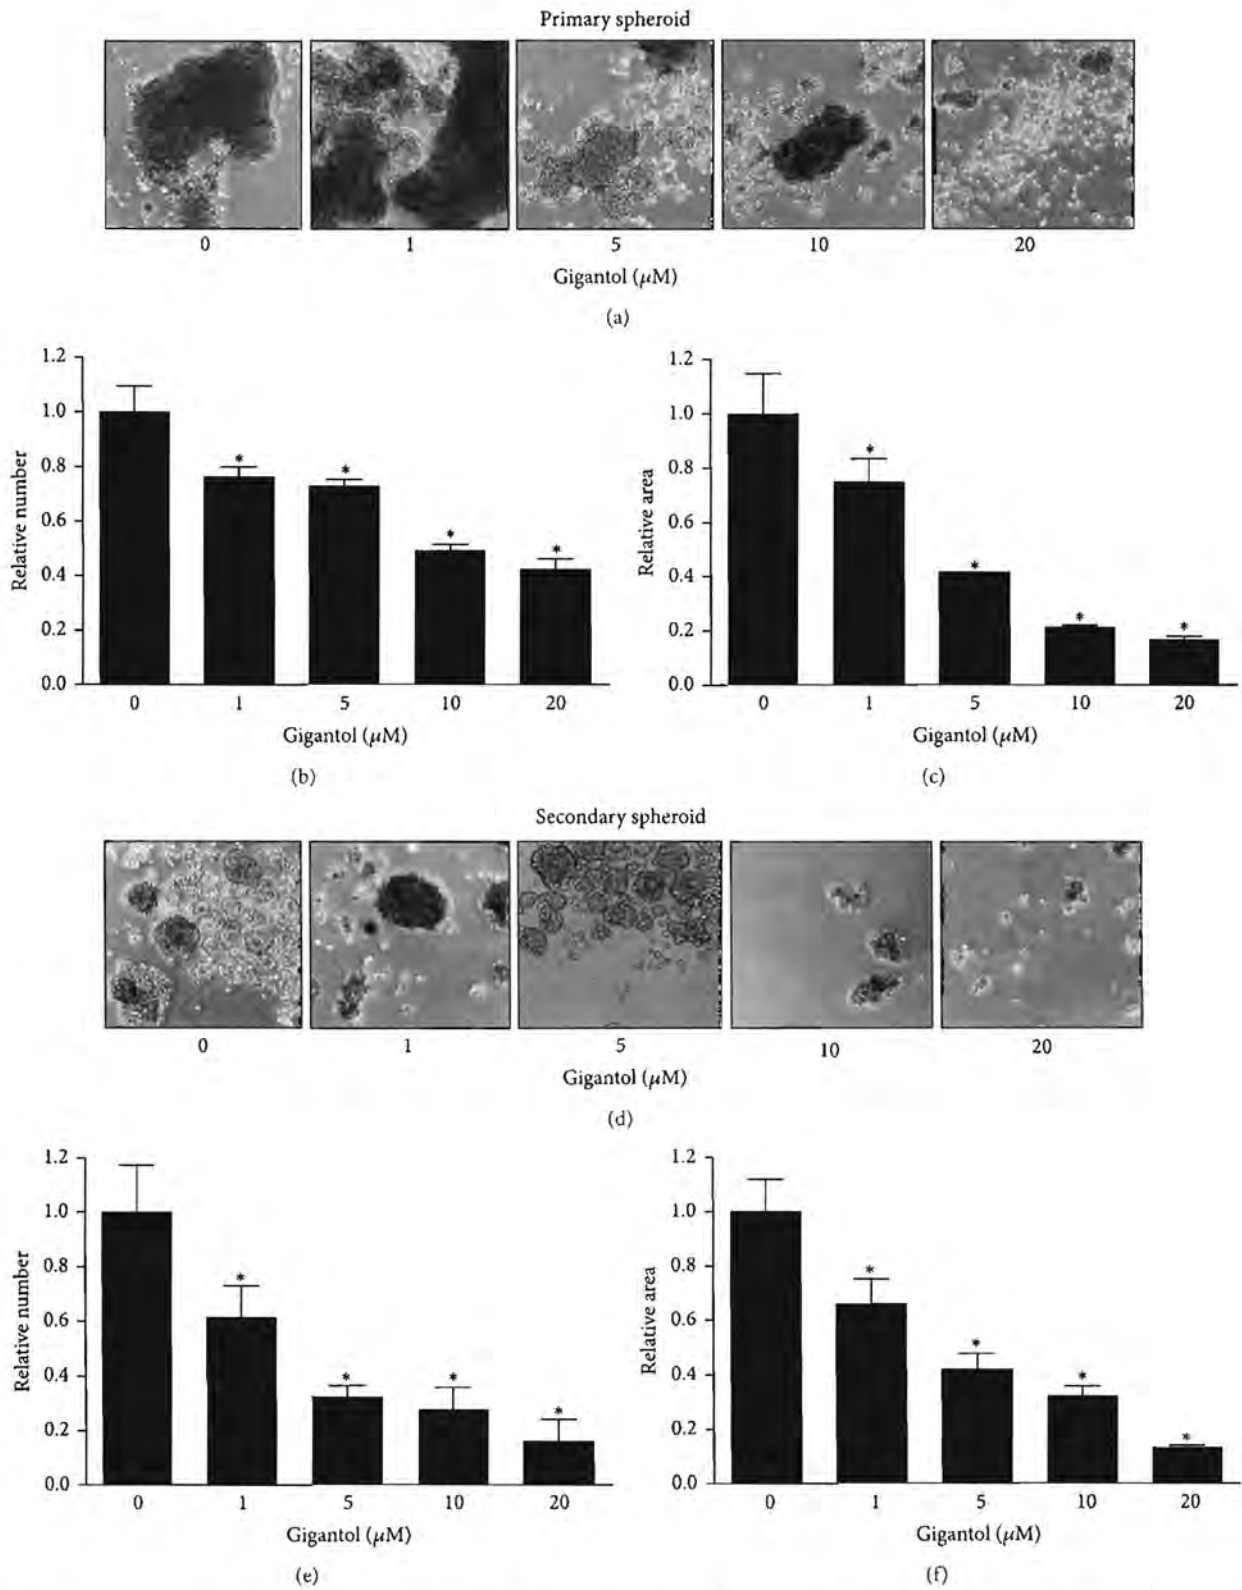 Primary spheroid
0 1 5 10 20
Gigantol (μM)
(a)
1.2
1.0
0.8
0.6
0.4
0.2
0.0
Relative number
* * * *
0 1 5 10 20
Gigantol (μM)
(b)
1.2
1.0
0.8
0.6
0.4
0.2
0.0
Relative area
* * * *
0 1 5 10 20
Gigantol (μM)
(c)
Secondary spheroid
0 1 5 10 20
Gigantol (μM)
(d)
1.2
1.0
0.8
0.6
0.4
0.2
0.0
Relative number
* * * *
0 1 5 10 20
Gigantol (μM)
(e)
1.2
1.0
0.8
0.6
0.4
0.2
0.0
Relative area
* * * *
0 1 5 10 20
Gigantol (μM)
(f)